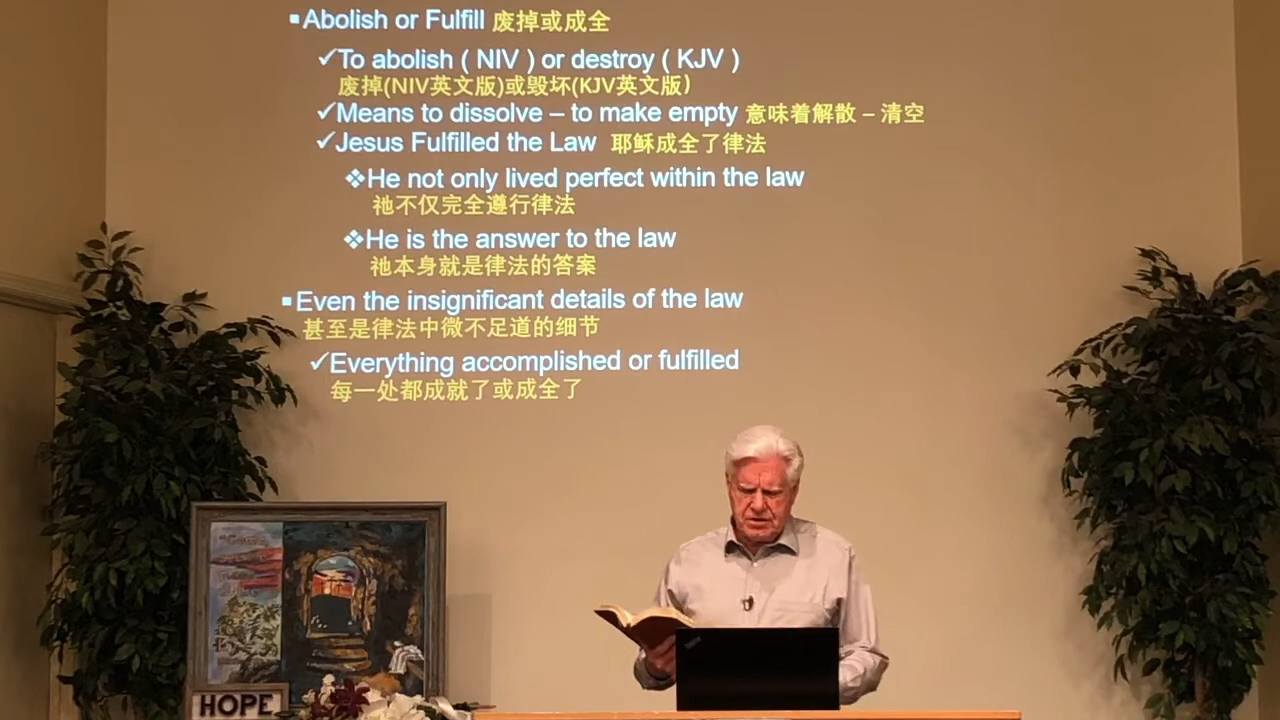 ▪Abolish or Fulfill 废掉或成全
✓To abolish ( NIV ) or destroy ( KJV )
废掉(NIV英文版)或毁坏(KJV英文版)
✓Means to dissolve – to make empty 意味着解散 – 清空
✓Jesus Fulfilled the Law 耶稣成全了律法
❖He not only lived perfect within the law
祂不仅完全遵行律法
❖He is the answer to the law
祂本身就是律法的答案
▪Even the insignificant details of the law
甚至是律法中微不足道的细节
✓Everything accomplished or fulfilled
每一处都成就了或成全了
HOPE